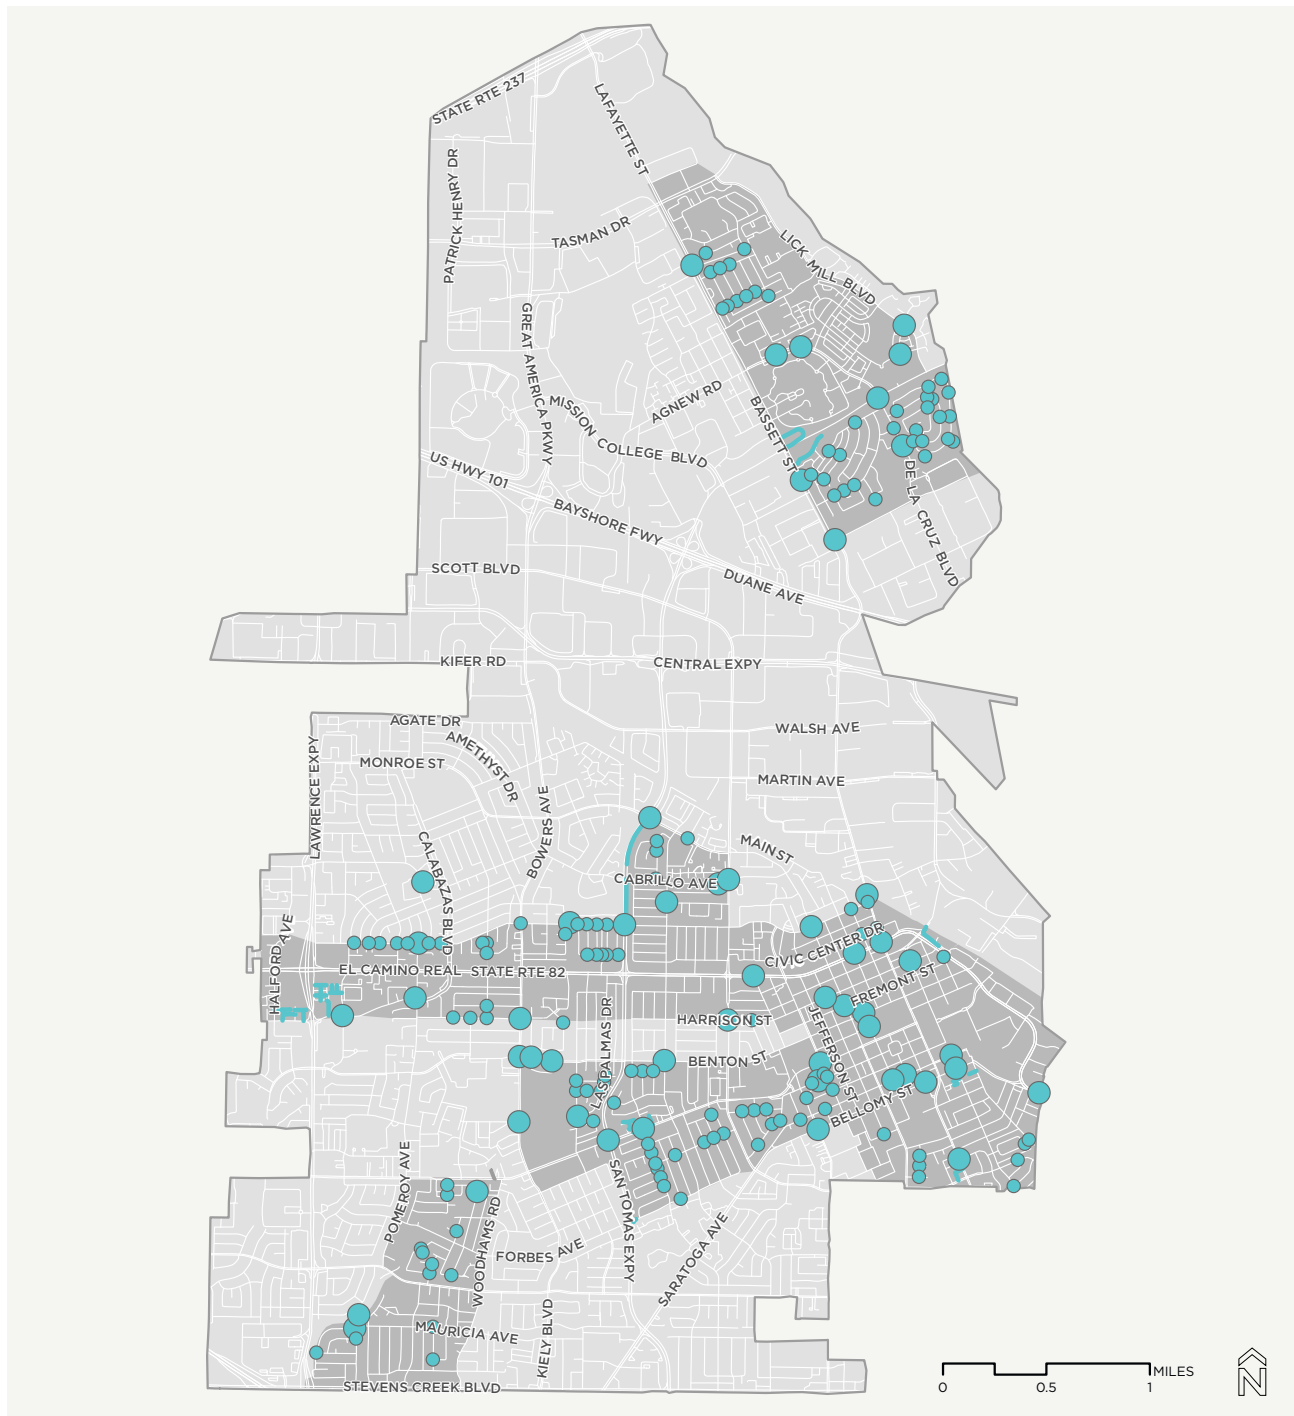 STATE RTE 237
LAFAYETTE ST
PATRICK HENRY DR
TASMAN DR
LICK MILL BLVD
GREAT AMERICA PKWY
MISSION COLLEGE BLVD
AGNEW RD
BASSETT ST
US HWY 101
BAYSHORE FWY
DE LA CRUZ BLVD
SCOTT BLVD
DUANE AVE
KIFER RD
CENTRAL EXPY
AGATE DR
WALSH AVE
AMETHYST DR
MONROE ST
MARTIN AVE
LAWRENCE EXPY
BOWERS AVE
CALABAZAS BLVD
MAIN ST
CABRILLO AVE
HALFORD AVE
CIVIC CENTER DR
EL CAMINO REAL STATE RTE 82
FREMONT ST
HARRISON ST
JEFFERSON ST
LAS PALMAS DR
BENTON ST
BELLOMY ST
POMEROY AVE
SAN TOMAS EXPY
WOODHAMS RD
FORBES AVE
SARATOGA AVE
MAURICIA AVE
KIELY BLVD
STEVENS CREEK BLVD
MILES
0 0.5 1
N